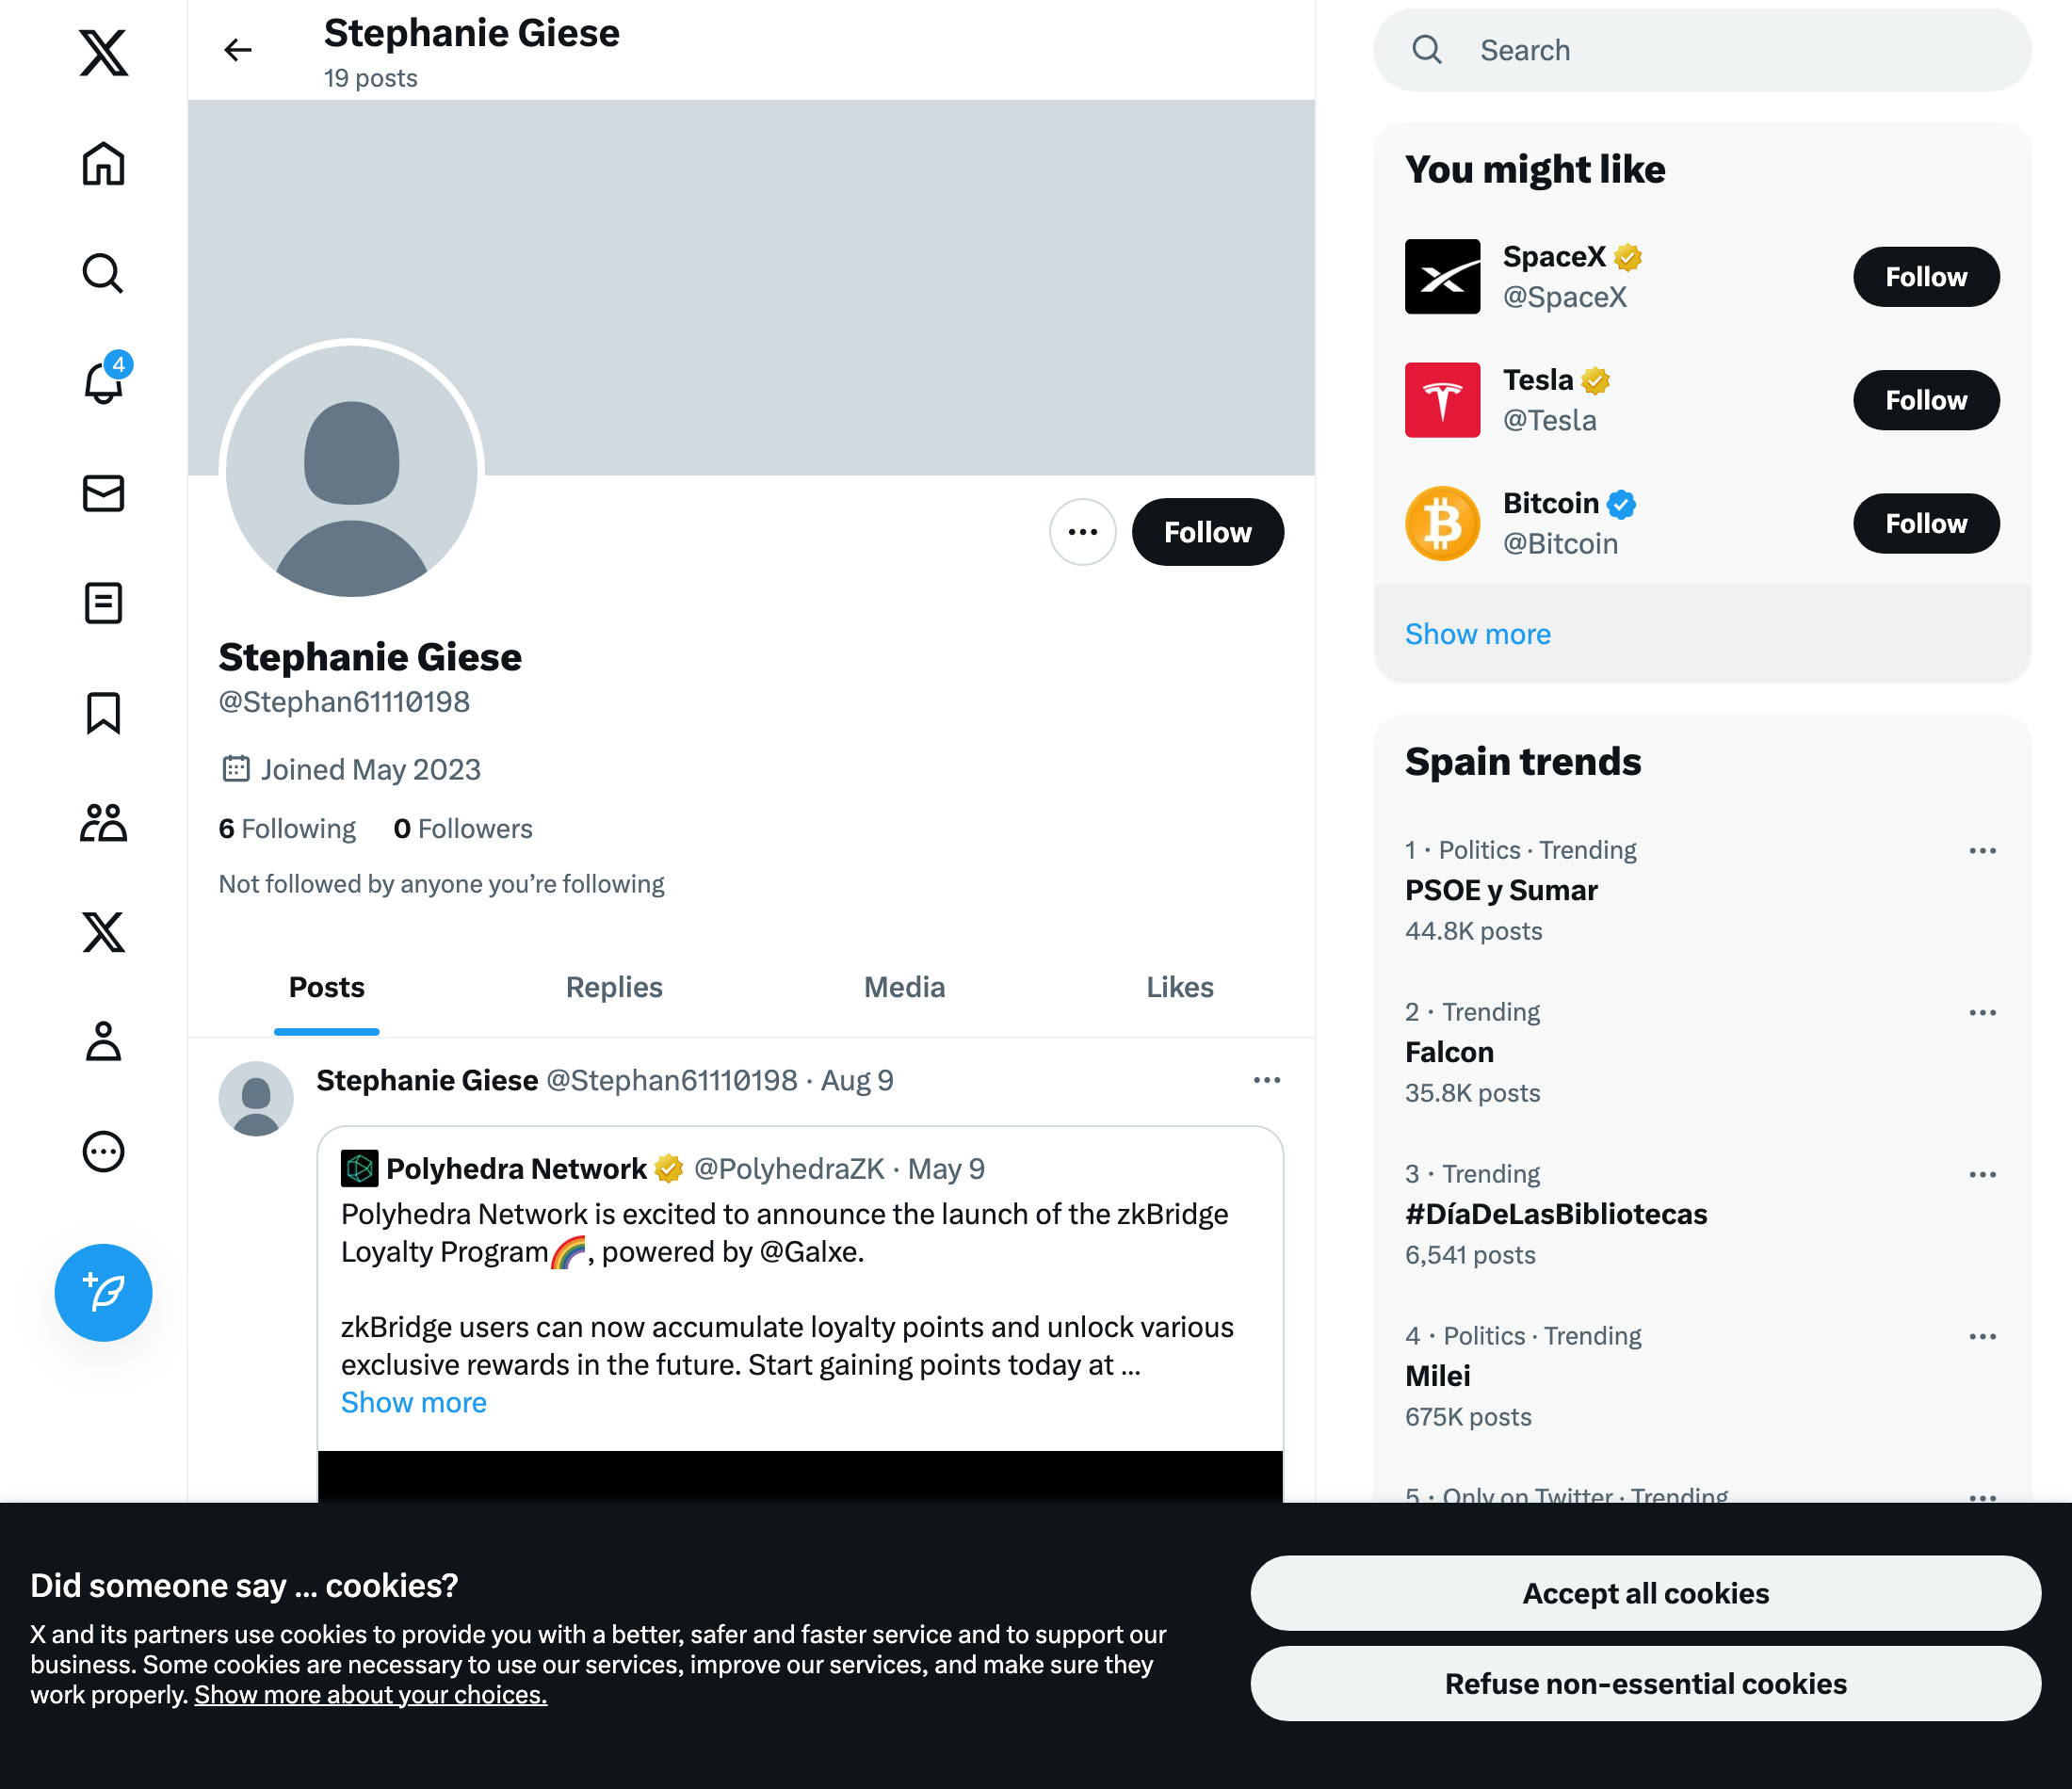 Stephanie Giese
19 posts
4
Follow
Stephanie Giese
@Stephan61110198
Joined May 2023
6 Following 0 Followers
Not followed by anyone you’re following
Posts Replies Media Likes
Stephanie Giese @Stephan61110198 · Aug 9
Polyhedra Network @PolyhedraZK · May 9
Polyhedra Network is excited to announce the launch of the zkBridge
Loyalty Program🌈, powered by @Galxe.
zkBridge users can now accumulate loyalty points and unlock various
exclusive rewards in the future. Start gaining points today at ...
Show more
Search
You might like
SpaceX
@SpaceX
Follow
Tesla
@Tesla
Follow
Bitcoin
@Bitcoin
Follow
Show more
Spain trends
1 · Politics · Trending
PSOE y Sumar
44.8K posts
2 · Trending
Falcon
35.8K posts
3 · Trending
#DíaDeLasBibliotecas
6,541 posts
4 · Politics · Trending
Milei
675K posts
5 · Only on Twitter · Trending
Did someone say … cookies?
X and its partners use cookies to provide you with a better, safer and faster service and to support our
business. Some cookies are necessary to use our services, improve our services, and make sure they
work properly. Show more about your choices.
Accept all cookies
Refuse non-essential cookies